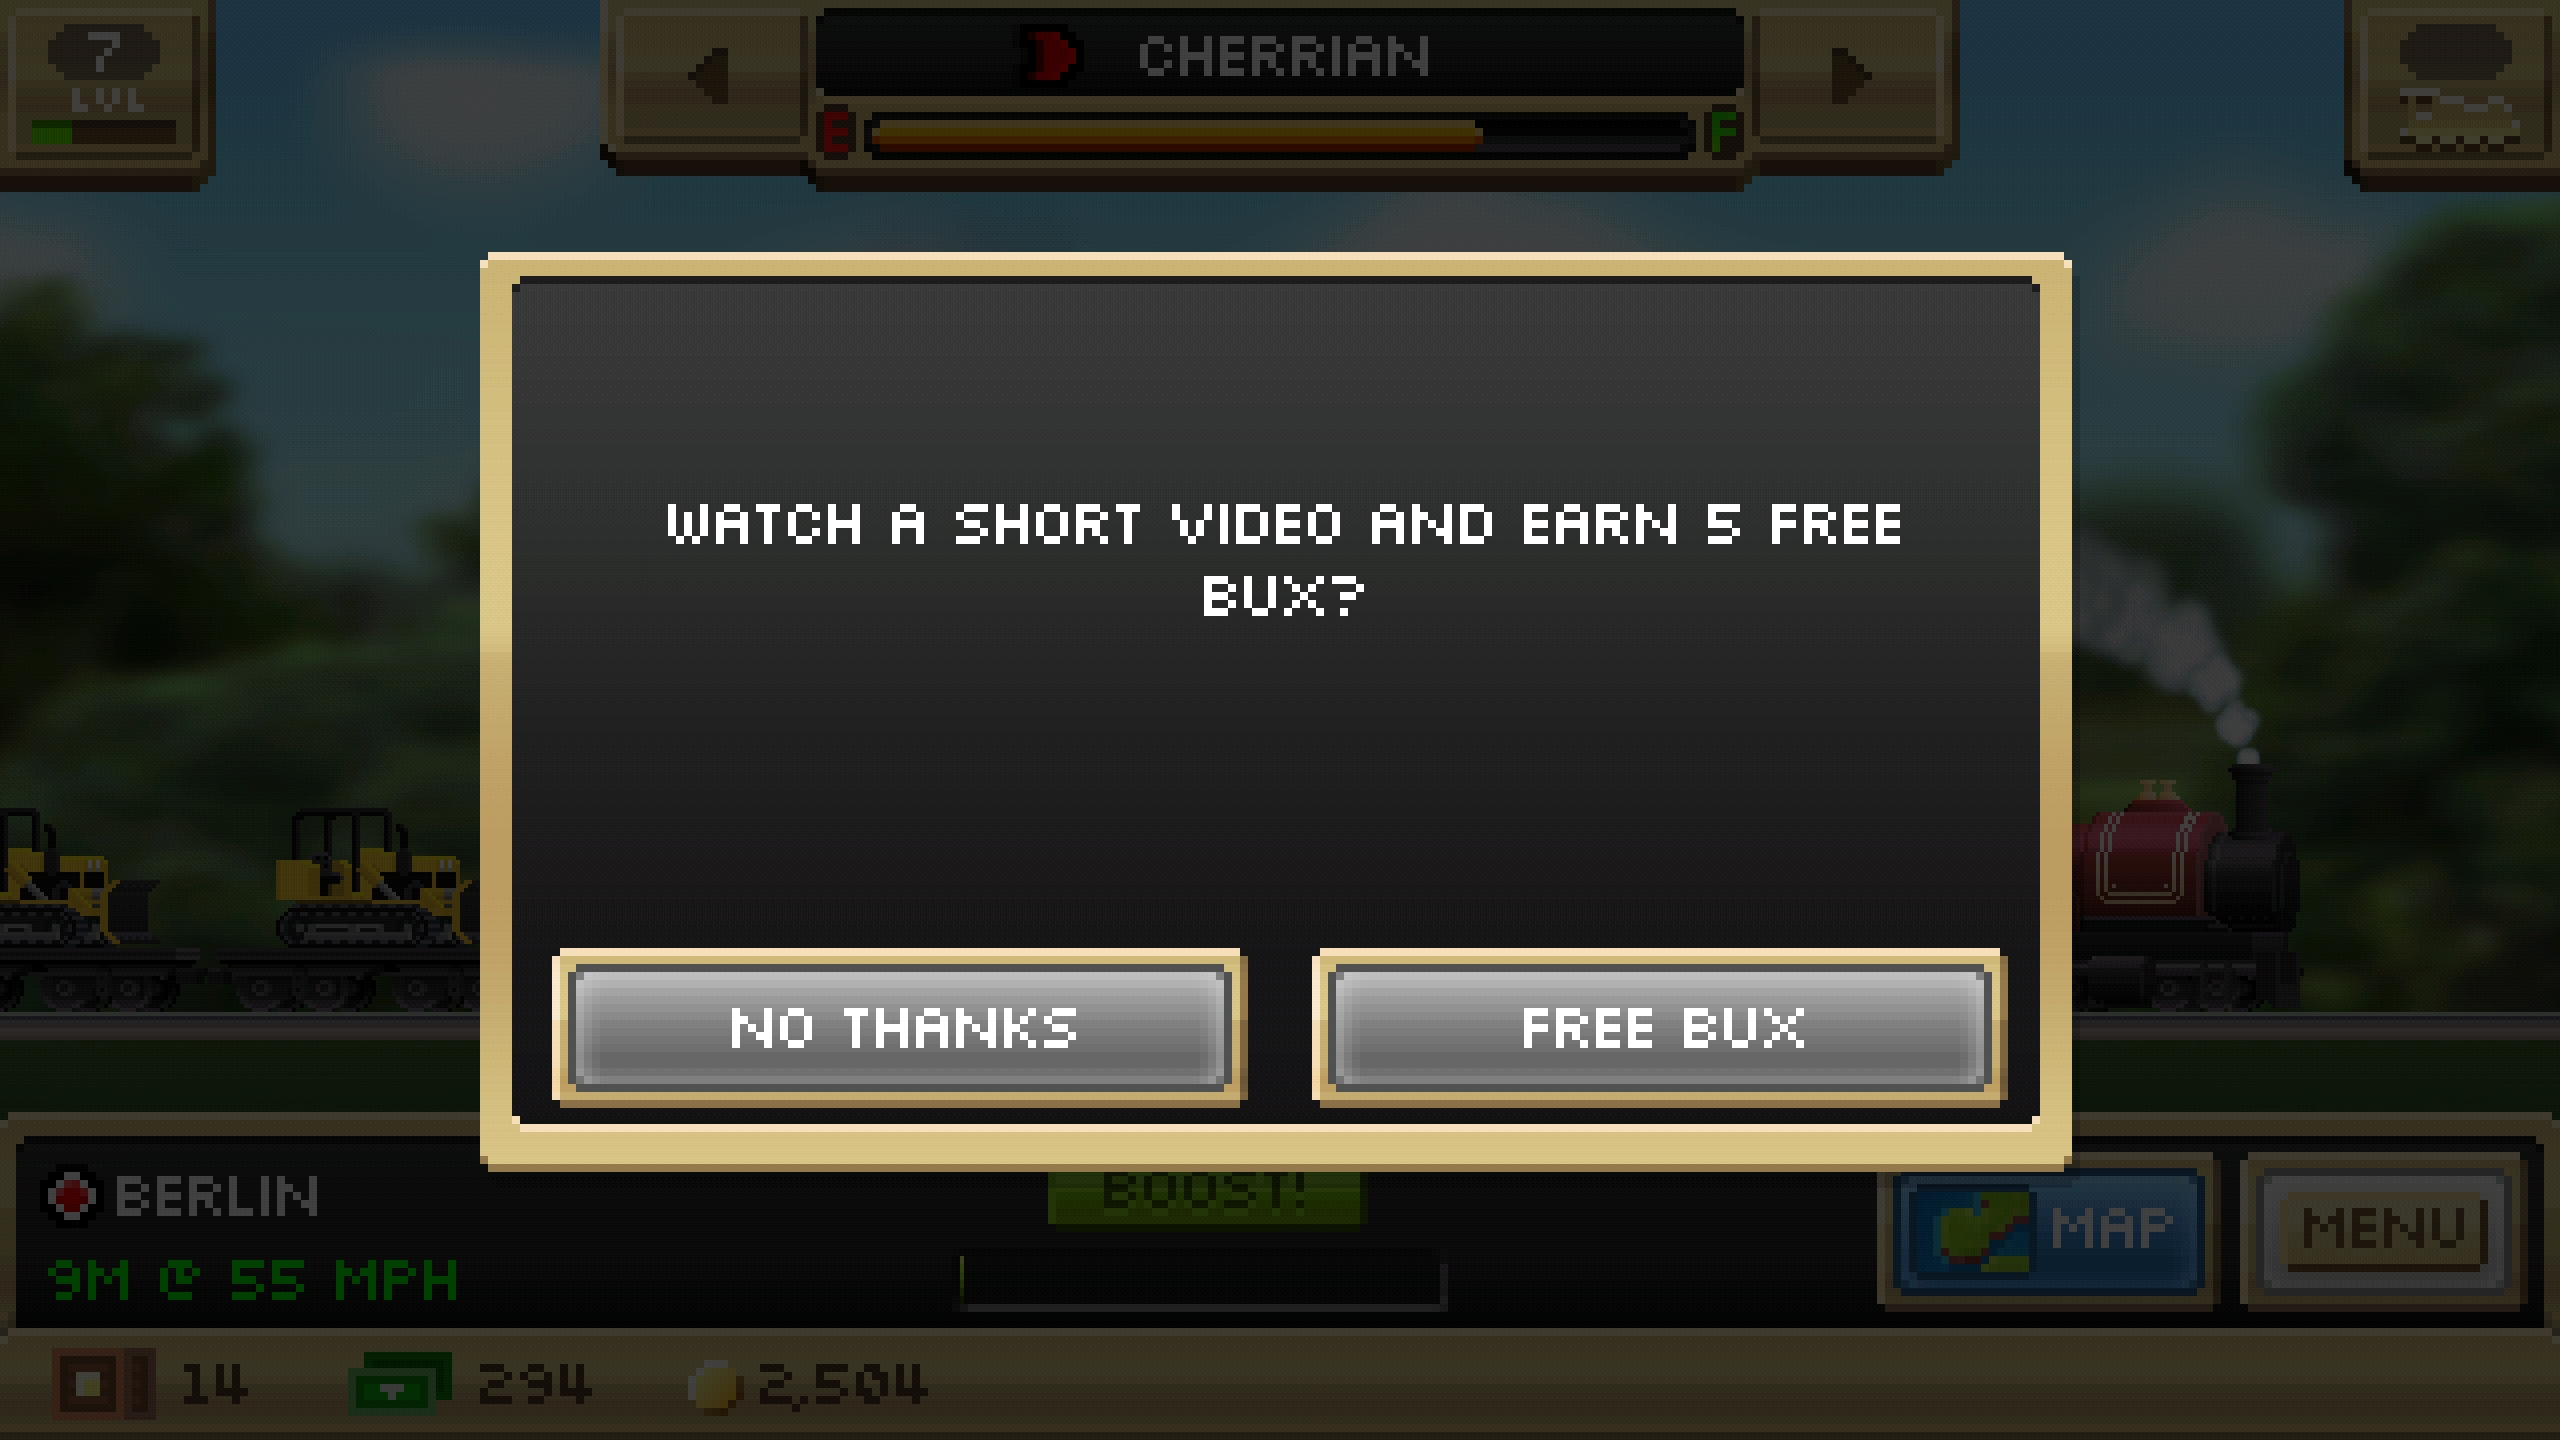 7
LVL
CHERRIAN
E
F
WATCH A SHORT VIDEO AND EARN 5 FREE
BUX?
NO THANKS
FREE BUX
BERLIN
BOOST!
MAP
MENU
9M @ 55 MPH
14
294
2,504